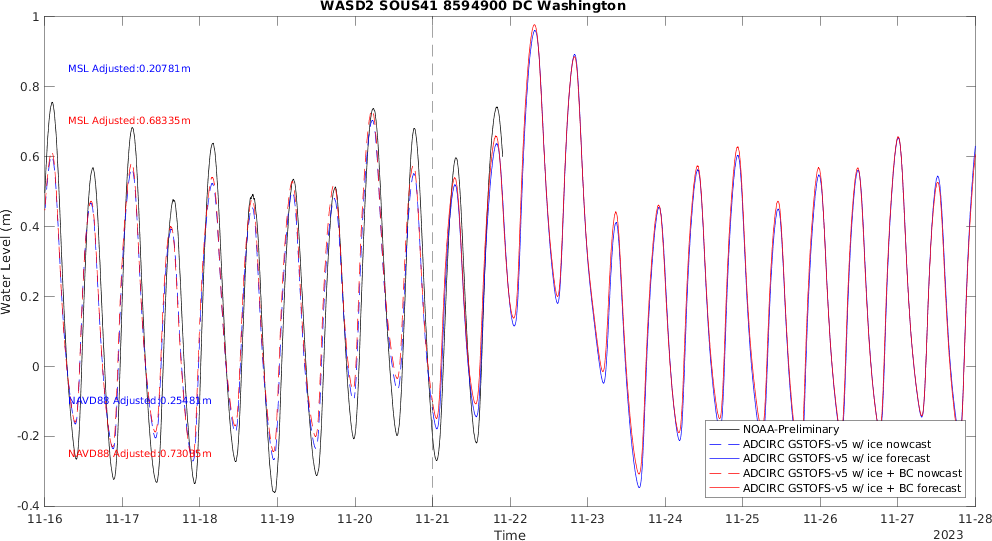 WASD2 SOUS41 8594900 DC Washington
1
0.8
0.6
0.4
0.2
0
-0.2
-0.4
Water Level (m)
MSL Adjusted:0.20781m
MSL Adjusted:0.68335m
NAVD88 Adjusted:0.25481m
NAVD88 Adjusted:0.73035m
NOAA-Preliminary
ADCIRC GSTOFS-v5 w/ ice nowcast
ADCIRC GSTOFS-v5 w/ ice forecast
ADCIRC GSTOFS-v5 w/ ice + BC nowcast
ADCIRC GSTOFS-v5 w/ ice + BC forecast
11-16 11-17 11-18 11-19 11-20 11-21 11-22 11-23 11-24 11-25 11-26 11-27 11-28
Time
2023